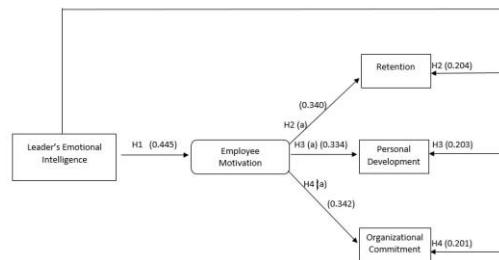 Retention
H2 (0.204)
(0.340)
H2 (a)
Leader's Emotional
Intelligence
H1 (0.445)
Employee
Motivation
H3 (a) (0.334)
Personal
Development
H3 (0.203)
H4 (a)
(0.342)
Organizational
Commitment
H4 (0.201)